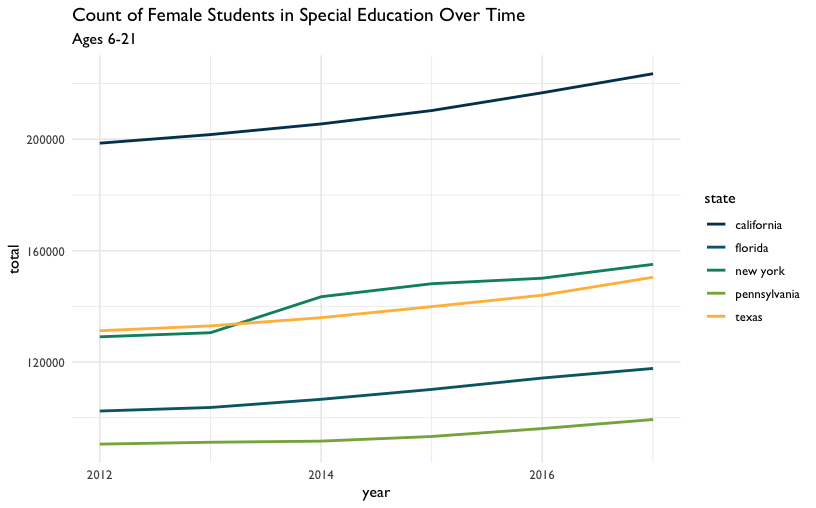 Count of Female Students in Special Education Over Time
Ages 6-21
total
200000
160000
120000
2012
2014
2016
year
state
california
florida
new york
pennsylvania
texas